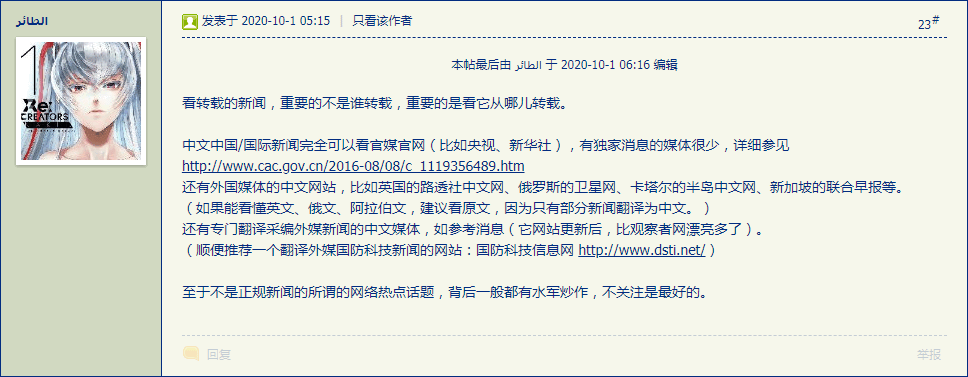 الطائر
1
Re:
CREATORS
发表于 2020-10-1 05:15 | 只看该作者
23#
本帖最后由 الطائر 于 2020-10-1 06:16 编辑
看转载的新闻，重要的不是谁转载，重要的是看它从哪儿转载。
中文中国/国际新闻完全可以看官媒官网（比如央视、新华社），有独家消息的媒体很少，详细参见
http://www.cac.gov.cn/2016-08/08/c_1119356489.htm
还有外国媒体的中文网站，比如英国的路透社中文网、俄罗斯的卫星网、卡塔尔的半岛中文网、新加坡的联合早报等。
（如果能看懂英文、俄文、阿拉伯文，建议看原文，因为只有部分新闻翻译为中文。）
还有专门翻译采编外媒新闻的中文媒体，如参考消息（它网站更新后，比观察者网漂亮多了）。
（顺便推荐一个翻译外媒国防科技新闻的网站：国防科技信息网 http://www.dsti.net/）
至于不是正规新闻的所谓的网络热点话题，背后一般都有水军炒作，不关注是最好的。
回复
举报